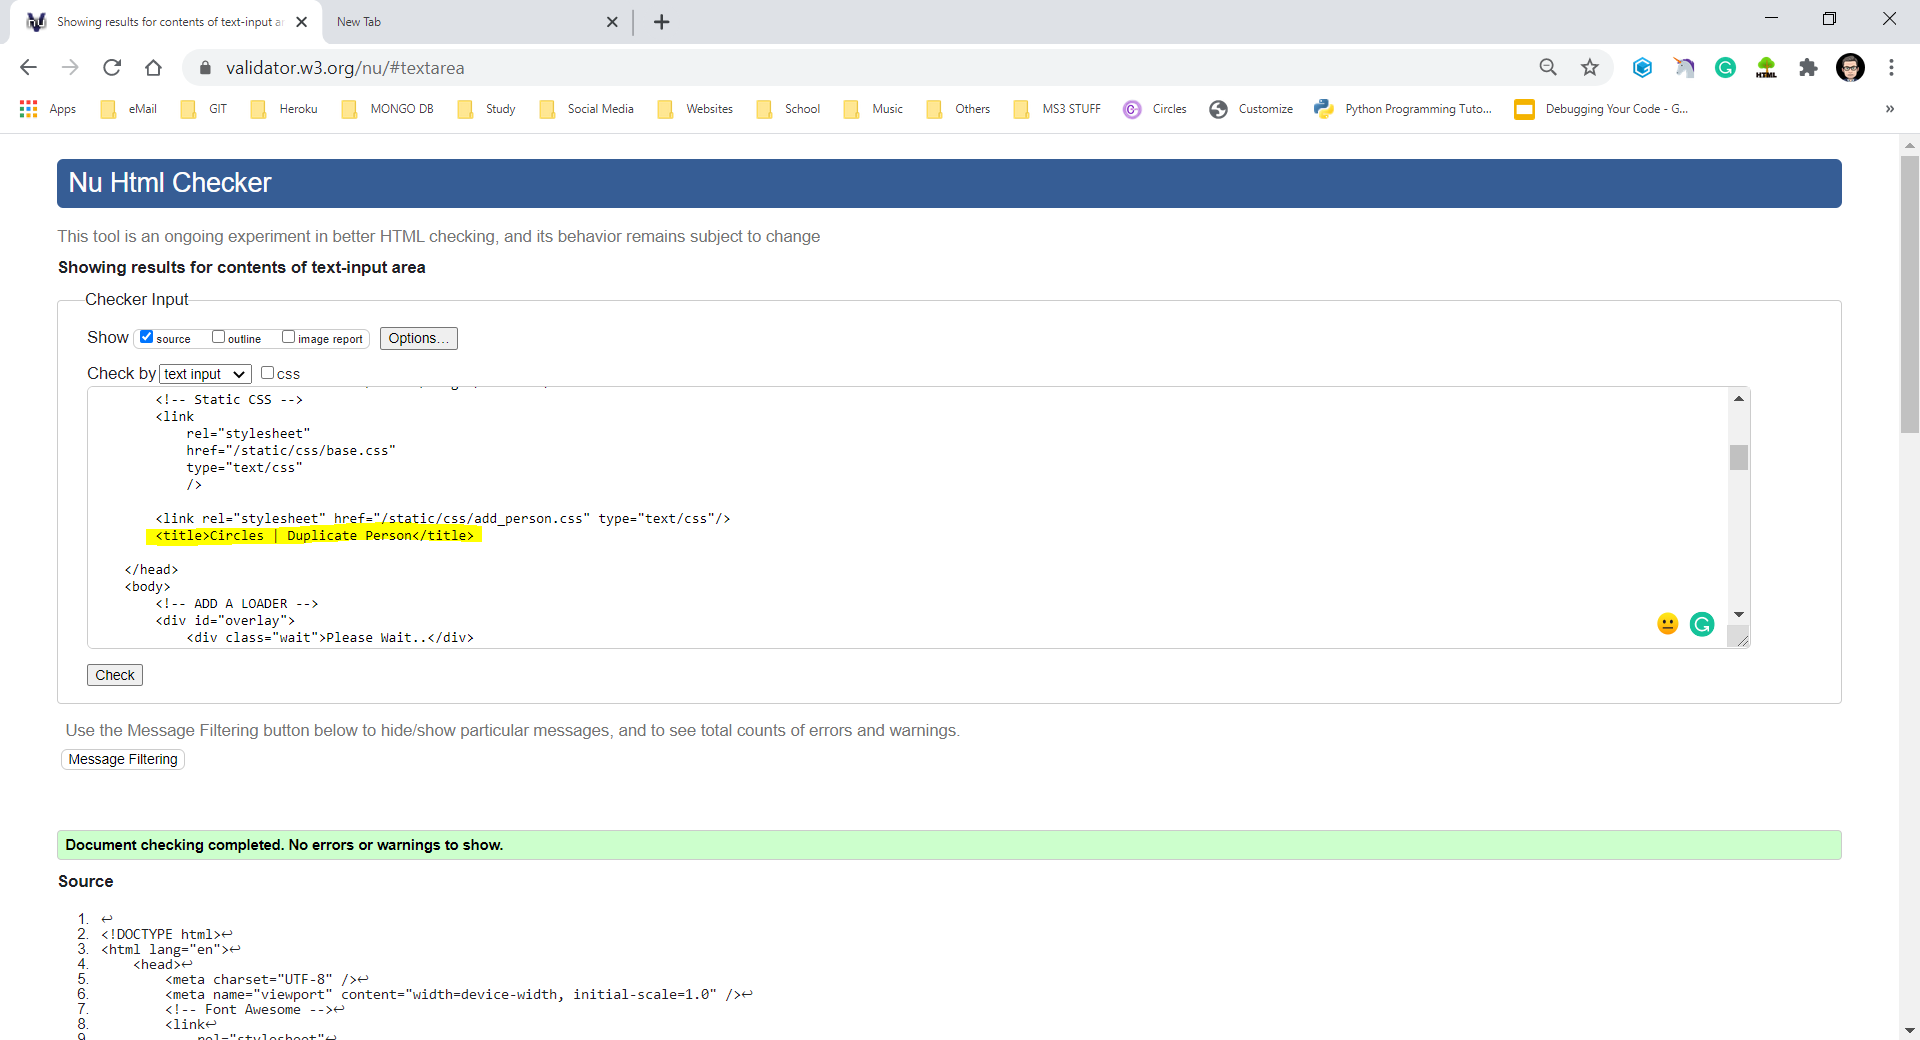 Showing results for contents of text-input ar
New Tab
validator.w3.org/nu/#textarea
Apps eMail GIT Heroku MONGO DB Study Social Media Websites School Music Others MS3 STUFF Circles Customize Python Programming Tuto... Debugging Your Code - G... »
Nu Html Checker
This tool is an ongoing experiment in better HTML checking, and its behavior remains subject to change
Showing results for contents of text-input area
Checker Input
Show source outline image report Options...
Check by text input css
<!-- Static CSS -->
<link
rel="stylesheet"
href="/static/css/base.css"
type="text/css"
/>
<link rel="stylesheet" href="/static/css/add_person.css" type="text/css"/>
<title>Circles | Duplicate Person</title>
</head>
<body>
<!-- ADD A LOADER -->
<div id="overlay">
<div class="wait">Please Wait..</div>
Check
Use the Message Filtering button below to hide/show particular messages, and to see total counts of errors and warnings.
Message Filtering
Document checking completed. No errors or warnings to show.
Source
1. ↩
2. <!DOCTYPE html>↩
3. <html lang="en">↩
4. <head>↩
5. <meta charset="UTF-8" />↩
6. <meta name="viewport" content="width=device-width, initial-scale=1.0" />↩
7. <!-- Font Awesome -->↩
8. <link↩
9. rel="stylesheet"↩